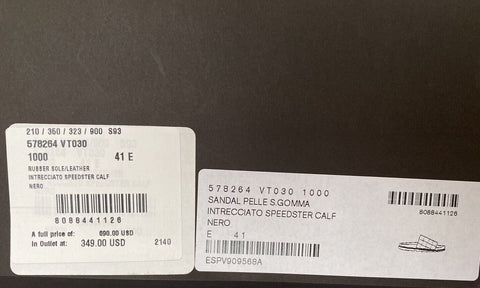 210 / 350 / 323 / 900 S93
578264 VT030
1000 41 E
RUBBER SOLE/LEATHER
INTRECCIATO SPEEDSTER CALF
NERO
8088441126
A full price of: 690.00 USD
In Outlet at: 349.00 USD 2140
578264 VT030 1000
SANDAL PELLE S.GOMMA
INTRECCIATO SPEEDSTER CALF
NERO
E 41
8088441126
ESPV909568A